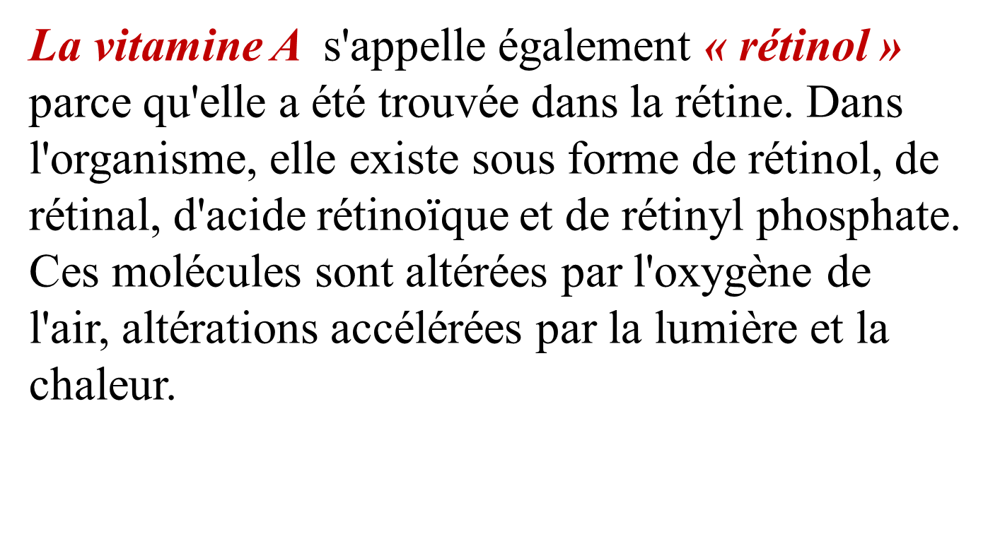 La vitamine A s'appelle également « rétinol »
parce qu'elle a été trouvée dans la rétine. Dans
l'organisme, elle existe sous forme de rétinol, de
rétinal, d'acide rétinoïque et de rétinyl phosphate.
Ces molécules sont altérées par l'oxygène de
l'air, altérations accélérées par la lumière et la
chaleur.